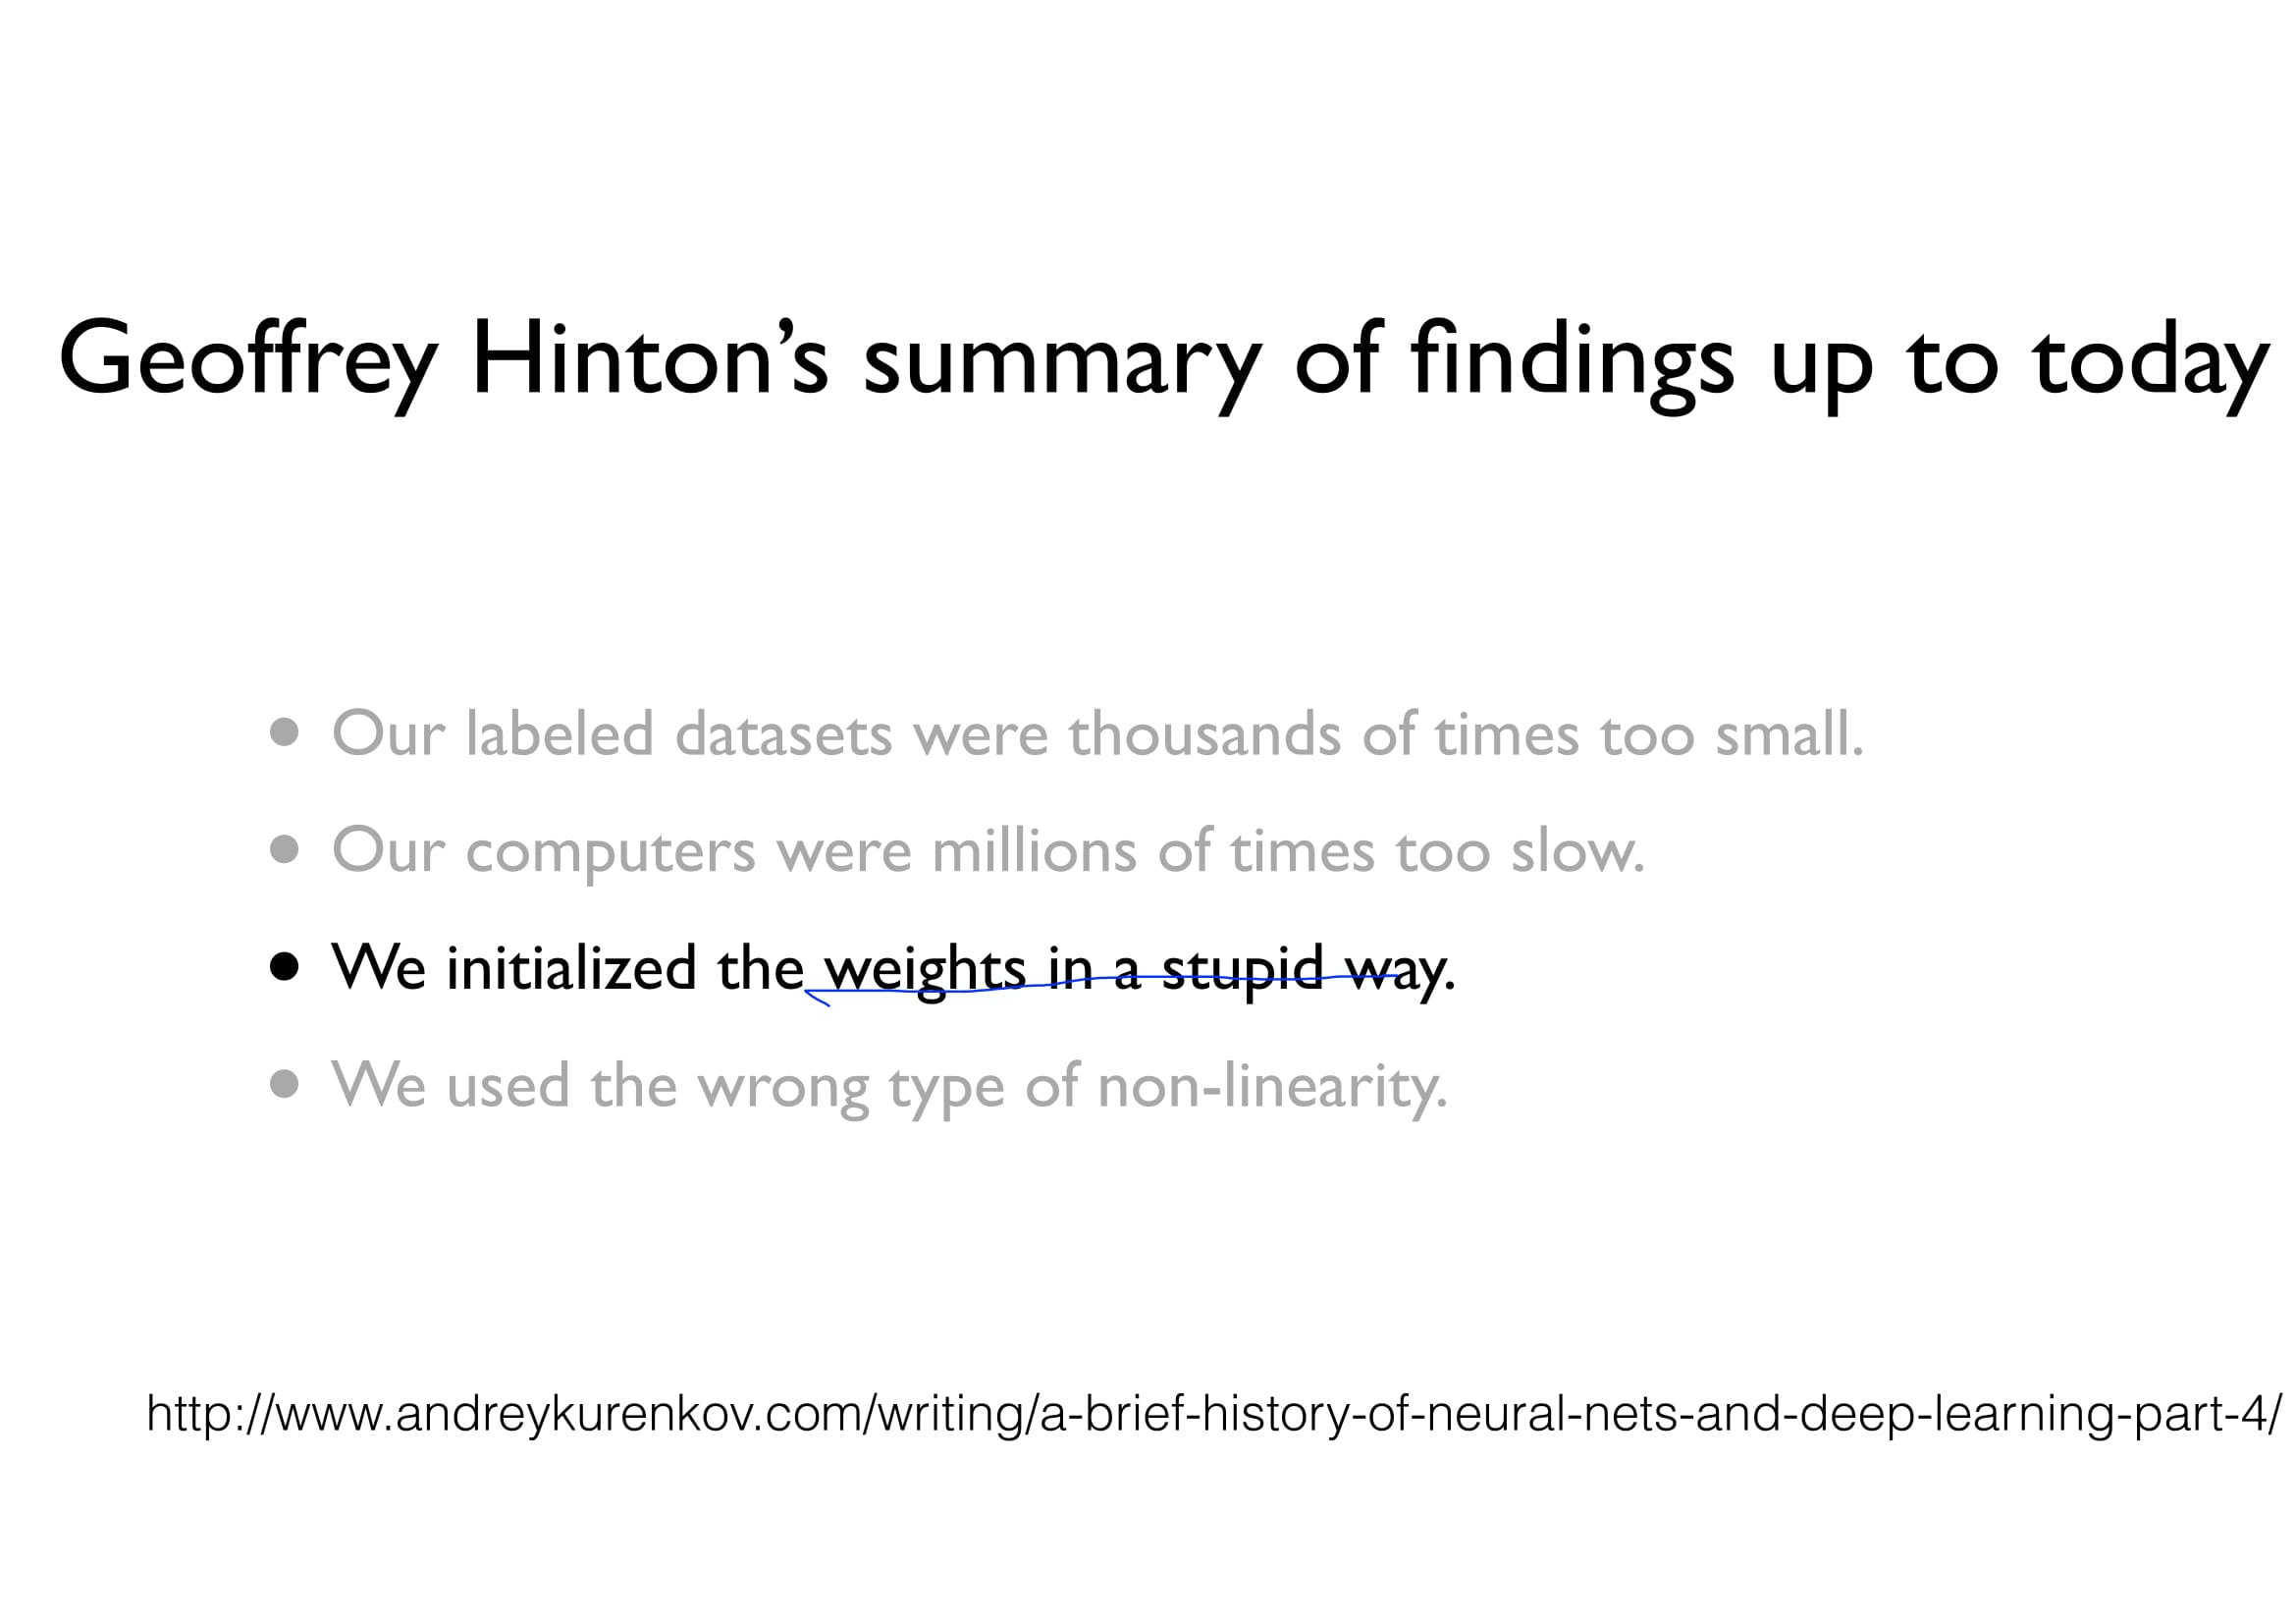 Geoffrey Hinton’s summary of findings up to today
• Our labeled datasets were thousands of times too small.
• Our computers were millions of times too slow.
• We initialized the weights in a stupid way.
• We used the wrong type of non-linearity.
http://www.andreykurenkov.com/writing/a-brief-history-of-neural-nets-and-deep-learning-part-4/